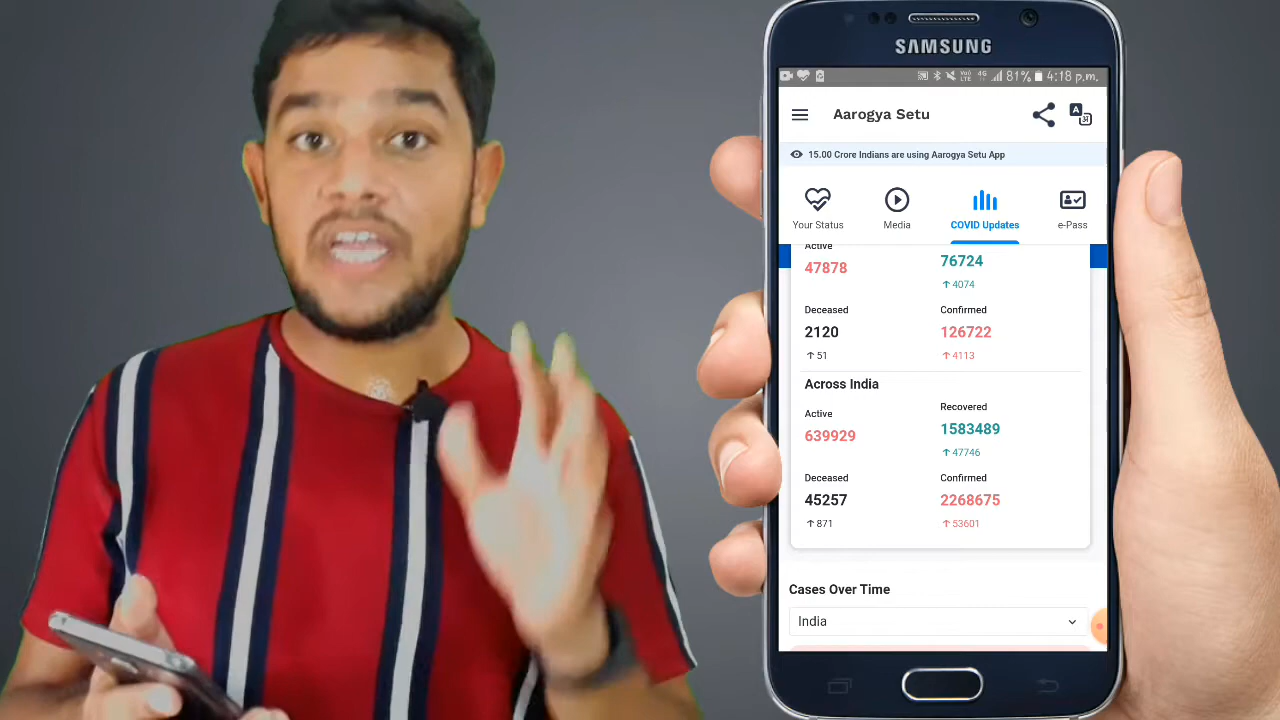 SAMSUNG
81% 4:18 p.m.
Aarogya Setu
15.00 Crore Indians are using Aarogya Setu App
Your Status Media COVID Updates e-Pass
Active
47878 76724
↑ 4074
Deceased Confirmed
2120 126722
↑ 51 ↑ 4113
Across India
Active Recovered
639929 1583489
↑ 47746
Deceased Confirmed
45257 2268675
↑ 871 ↑ 53601
Cases Over Time
India